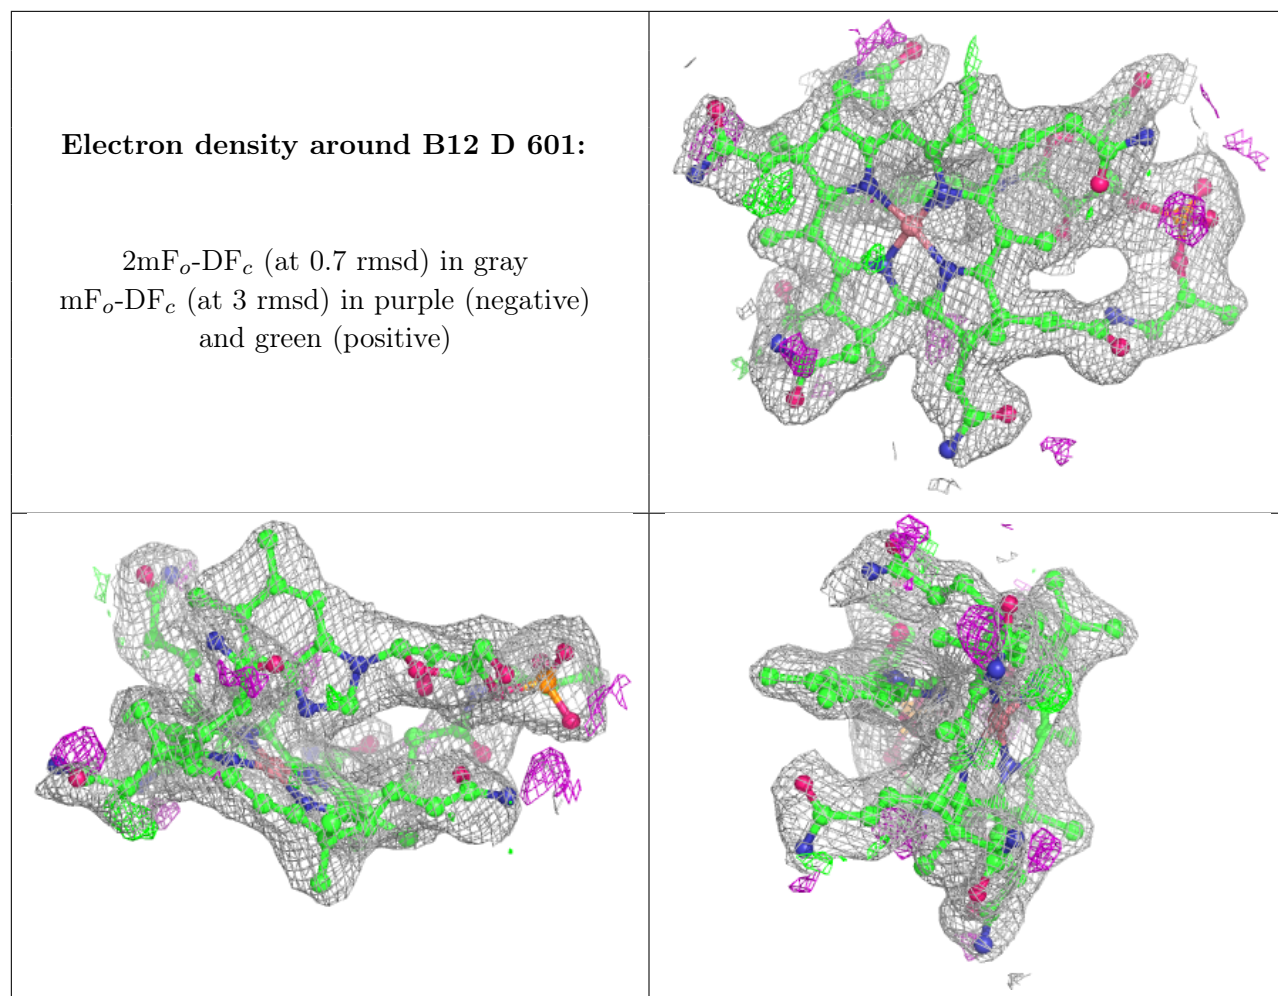 Electron density around B12 D 601:
2mFₒ-DF𝒸 (at 0.7 rmsd) in gray
mFₒ-DF𝒸 (at 3 rmsd) in purple (negative)
and green (positive)